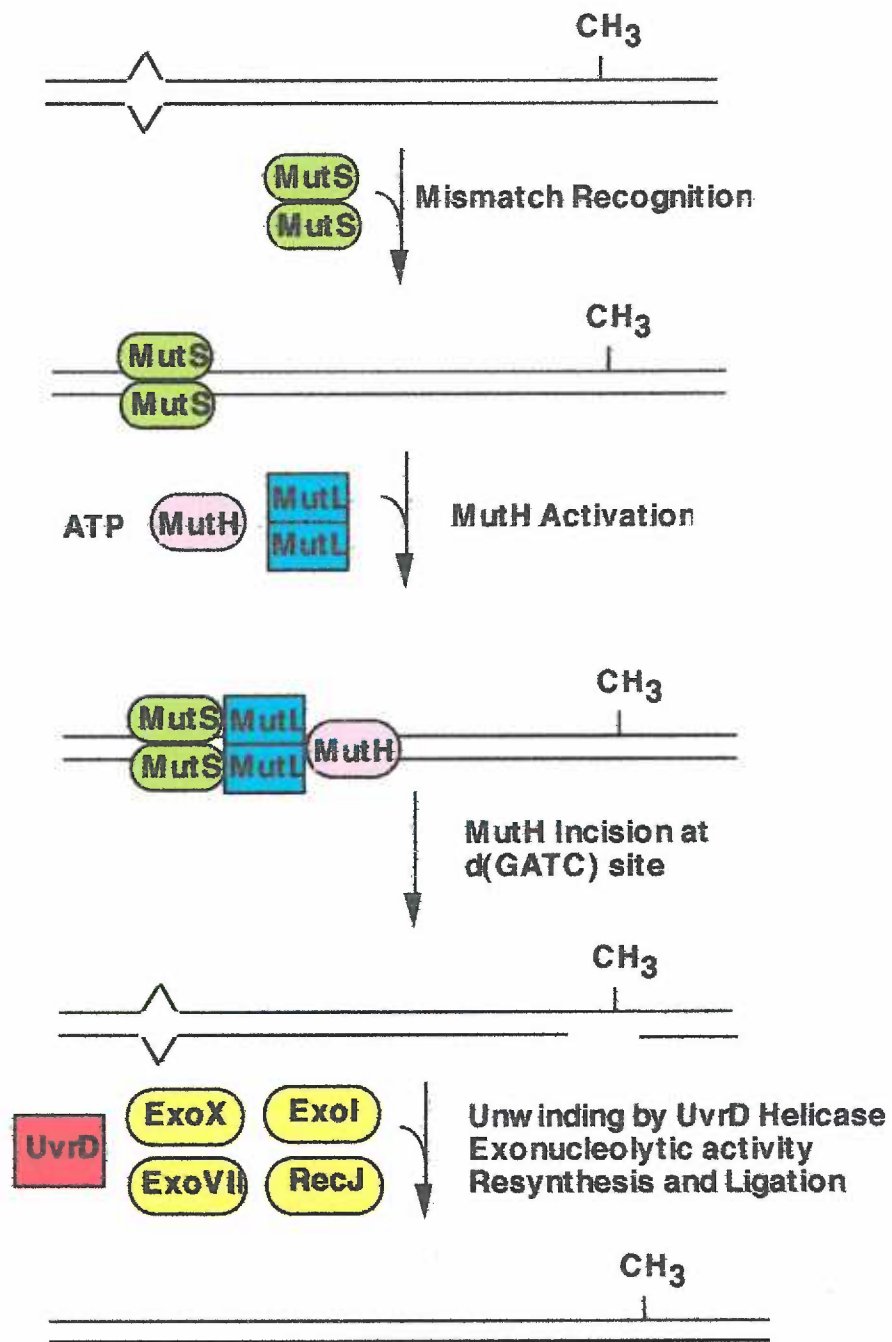 CH3
MutS
MutS
Mismatch Recognition
CH3
MutS
MutS
ATP
MutH
MutL
MutL
MutH Activation
CH3
MutS
MutL
MutH
MutS
MutL
MutH Incision at
d(GATC) site
CH3
UvrD
ExoX
ExoI
ExoVII
RecJ
Unwinding by UvrD Helicase
Exonucleolytic activity
Resynthesis and Ligation
CH3